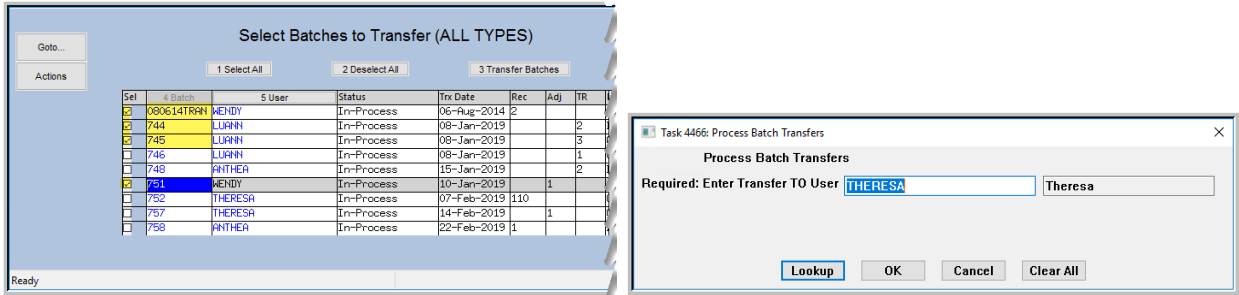 Select Batches to Transfer (ALL TYPES)
Goto...
Actions
1 Select All 2 Deselect All 3 Transfer Batches
Sel 4 Batch 5 User Status Trx Date Rec Adj TR
080614TRAN WENDY In-Process 06-Aug-2014 2
744 LUANN In-Process 08-Jan-2019 2
745 LUANN In-Process 08-Jan-2019 3
746 LUANN In-Process 08-Jan-2019 1
748 ANTHEA In-Process 15-Jan-2019 2
751 WENDY In-Process 10-Jan-2019 1
752 THERESA In-Process 07-Feb-2019 110
757 THERESA In-Process 14-Feb-2019 1
758 ANTHEA In-Process 22-Feb-2019 1
Ready
Task 4466: Process Batch Transfers
Process Batch Transfers
Required: Enter Transfer TO User THERESA Theresa
Lookup OK Cancel Clear All